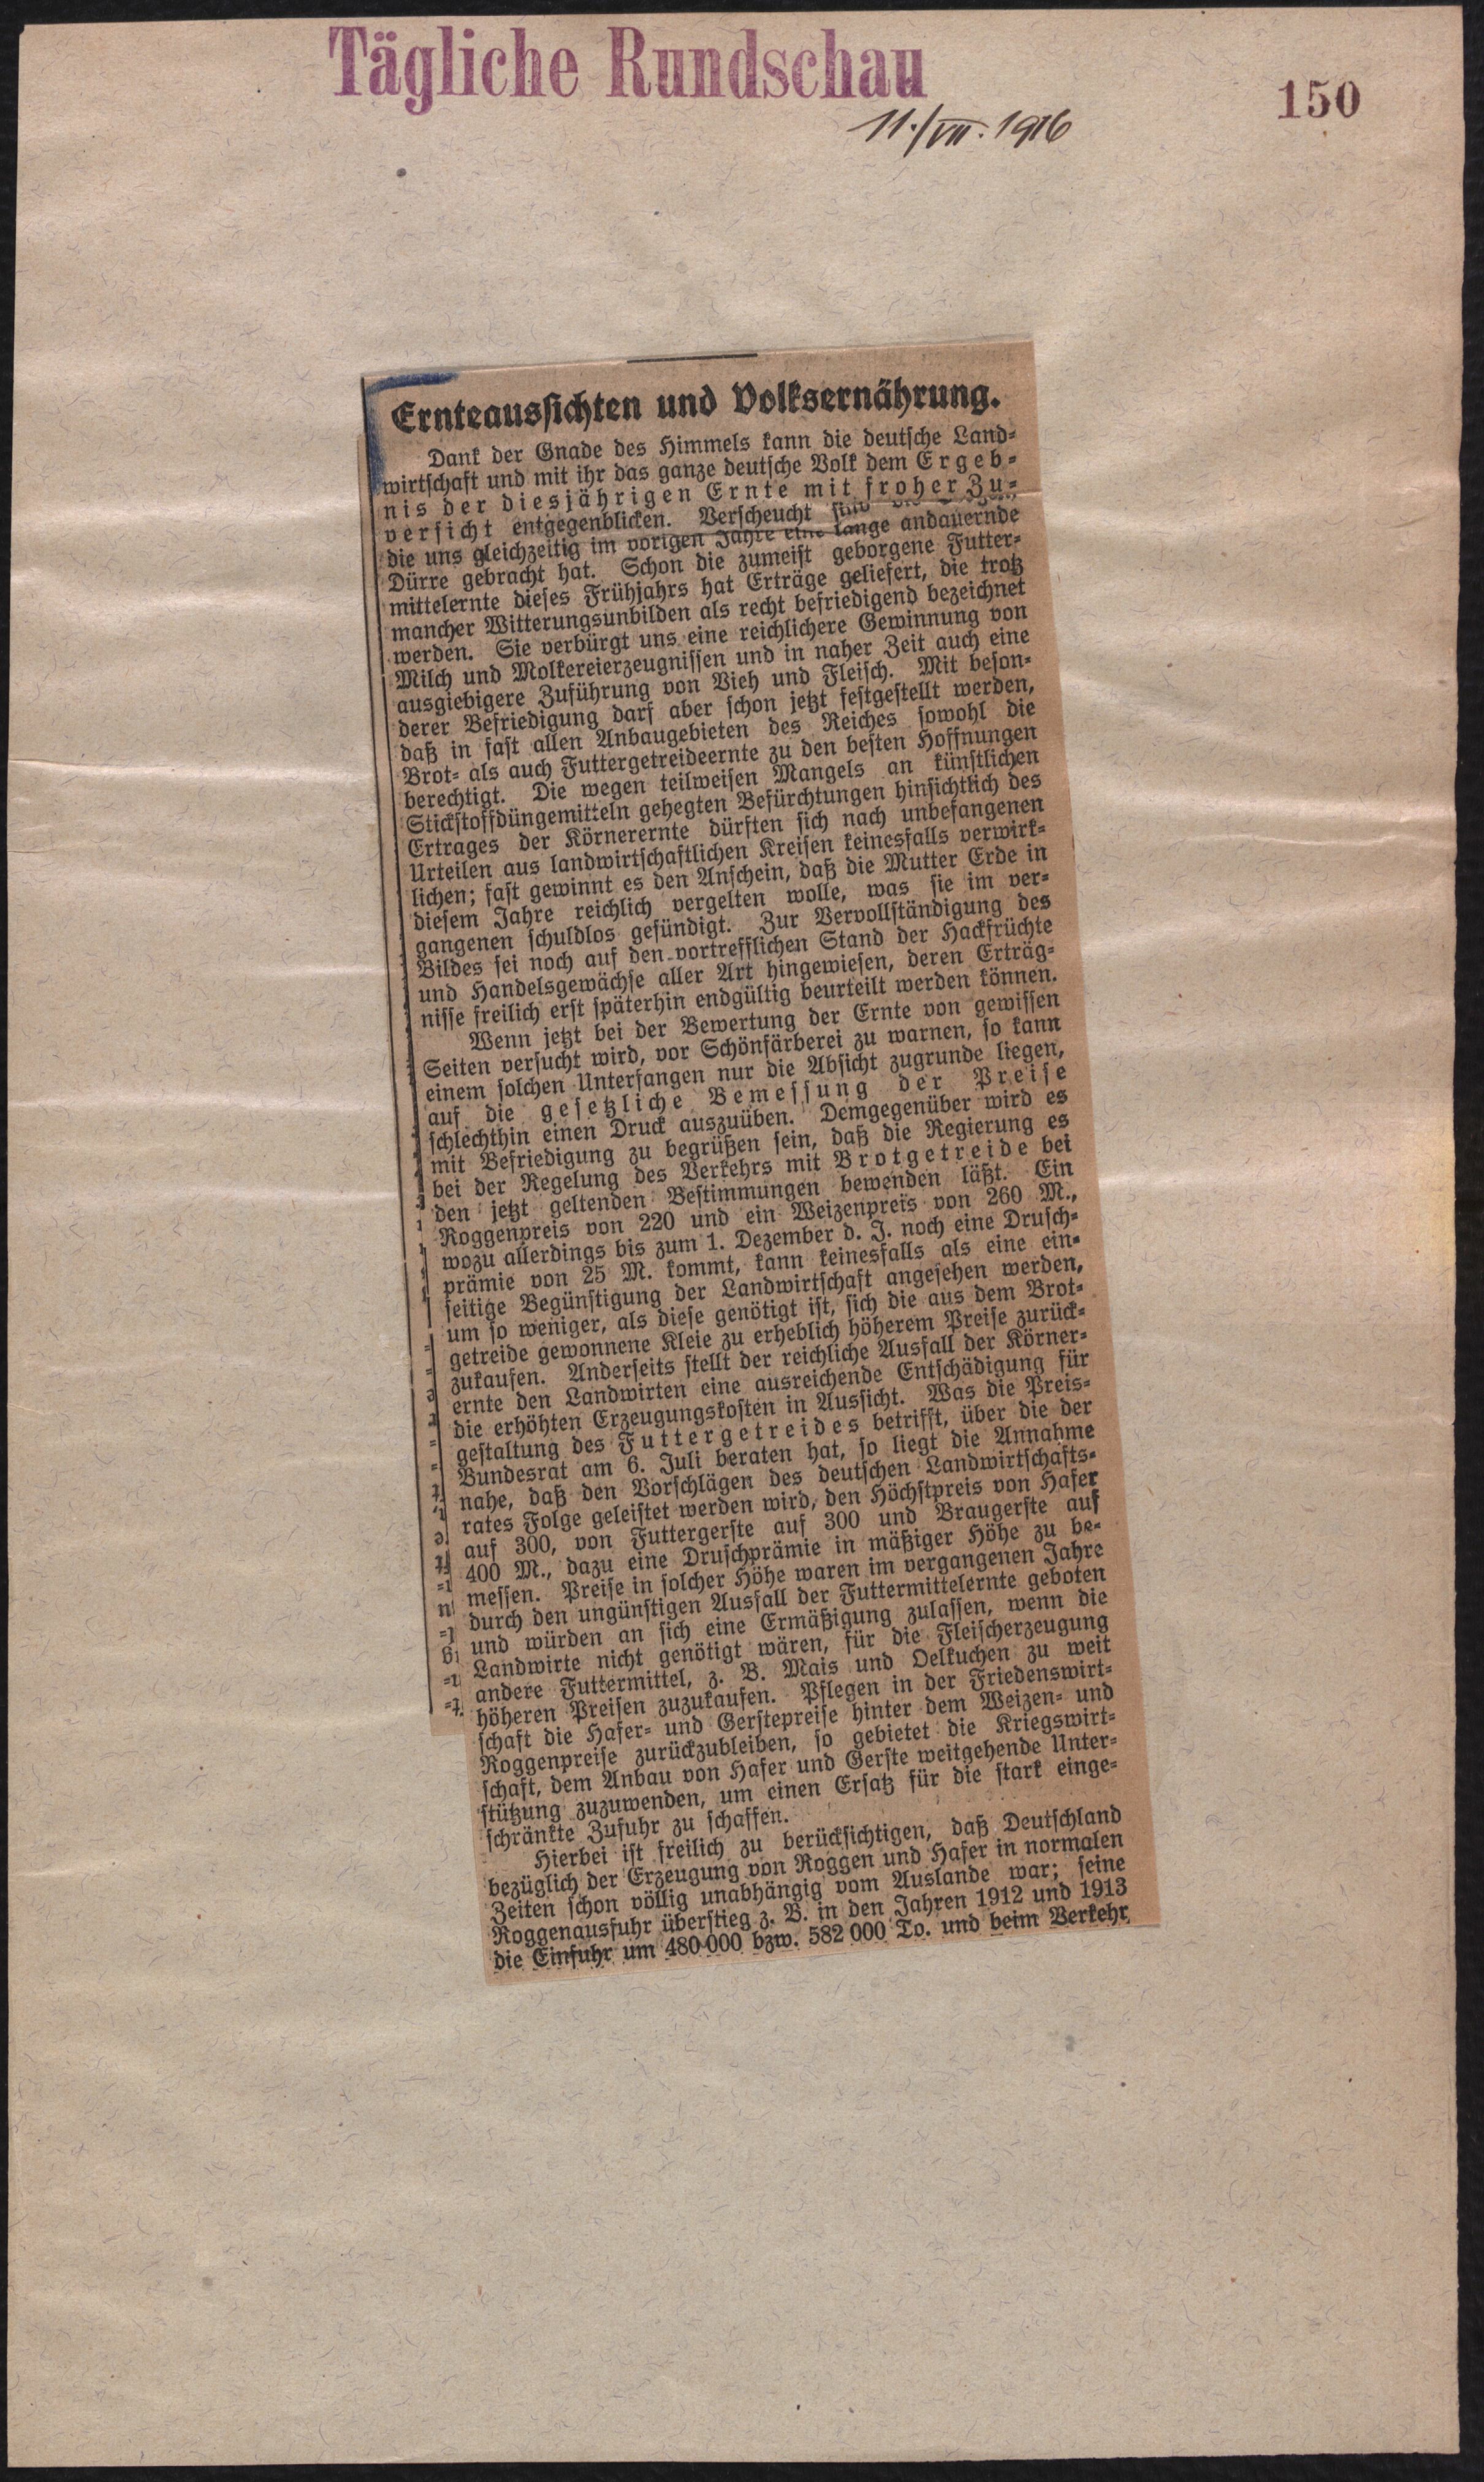 Tägliche Rundschau
150
11./VII. 1916
Ernteaussichten und Volksernährung.
Dank der Gnade des Himmels kann die deutsche Land-
wirtschaft und mit ihr das ganze deutsche Volk dem Ergeb-
nis der diesjährigen Ernte mit froher Zu-
versicht entgegenblicken. Verscheucht sind die
die uns gleichzeitig im vorigen Jahre eine lange andauernde
Dürre gebracht hat. Schon die zumeist geborgene Futter-
mittelernte dieses Frühjahrs hat Erträge geliefert, die trotz
mancher Witterungsunbilden als recht befriedigend bezeichnet
werden. Sie verbürgt uns eine reichlichere Gewinnung von
Milch und Molkereierzeugnissen und in naher Zeit auch eine
ausgiebigere Zuführung von Vieh und Fleisch. Mit beson-
derer Befriedigung darf aber schon jetzt festgestellt werden,
daß in fast allen Anbaugebieten des Reiches sowohl die
Brot- als auch Futtergetreideernte zu den besten Hoffnungen
berechtigt. Die wegen teilweisen Mangels an künstlichen
Stickstoffdüngemitteln gehegten Befürchtungen hinsichtlich des
Ertrages der Körnerernte dürften sich nach unbefangenen
Urteilen aus landwirtschaftlichen Kreisen keinesfalls verwirk-
lichen; fast gewinnt es den Anschein, daß die Mutter Erde in
diesem Jahre reichlich vergelten wolle, was sie im ver-
gangenen schuldlos gesündigt. Zur Vervollständigung des
Bildes sei noch auf den vortrefflichen Stand der Hackfrüchte
und Handelsgewächse aller Art hingewiesen, deren Erträg-
nisse freilich erst späterhin endgültig beurteilt werden können.
Wenn jetzt bei der Bewertung der Ernte von gewissen
Seiten versucht wird, vor Schönfärberei zu warnen, so kann
einem solchen Unterfangen nur die Absicht zugrunde liegen,
auf die gesetzliche Bemessung der Preise
schlechthin einen Druck auszuüben. Demgegenüber wird es
mit Befriedigung zu begrüßen sein, daß die Regierung es
bei der Regelung des Verkehrs mit Brotgetreide bei
den jetzt geltenden Bestimmungen bewenden läßt. Ein
Roggenpreis von 220 und ein Weizenpreis von 260 M.,
wozu allerdings bis zum 1. Dezember d. J. noch eine Drusch-
prämie von 25 M. kommt, kann keinesfalls als eine ein-
seitige Begünstigung der Landwirtschaft angesehen werden,
um so weniger, als diese genötigt ist, sich die aus dem Brot-
getreide gewonnene Kleie zu erheblich höherem Preise zurück-
zukaufen. Anderseits stellt der reichliche Ausfall der Körner-
ernte den Landwirten eine ausreichende Entschädigung für
die erhöhten Erzeugungskosten in Aussicht. Was die Preis-
gestaltung des Futtergetreides betrifft, über die der
Bundesrat am 6. Juli beraten hat, so liegt die Annahme
nahe, daß den Vorschlägen des deutschen Landwirtschafts-
rates Folge geleistet werden wird, den Höchstpreis von Hafer
auf 300, von Futtergerste auf 300 und Braugerste auf
400 M., dazu eine Druschprämie in mäßiger Höhe zu be-
messen. Preise in solcher Höhe waren im vergangenen Jahre
durch den ungünstigen Ausfall der Futtermittelernte geboten
und würden an sich eine Ermäßigung zulassen, wenn die
Landwirte nicht genötigt wären, für die Fleischerzeugung
andere Futtermittel, z. B. Mais und Oelkuchen zu weit
höheren Preisen zuzukaufen. Pflegen in der Friedenswirt-
schaft die Hafer- und Gerstepreise hinter dem Weizen- und
Roggenpreise zurückzubleiben, so gebietet die Kriegswirt-
schaft, dem Anbau von Hafer und Gerste weitgehende Unter-
stützung zuzuwenden, um einen Ersatz für die stark einge-
schränkte Zufuhr zu schaffen.
Hierbei ist freilich zu berücksichtigen, daß Deutschland
bezüglich der Erzeugung von Roggen und Hafer in normalen
Zeiten schon völlig unabhängig vom Auslande war; seine
Roggenausfuhr überstieg z. B. in den Jahren 1912 und 1913
die Einfuhr um 480 000 bzw. 582 000 To. und beim Verkehr